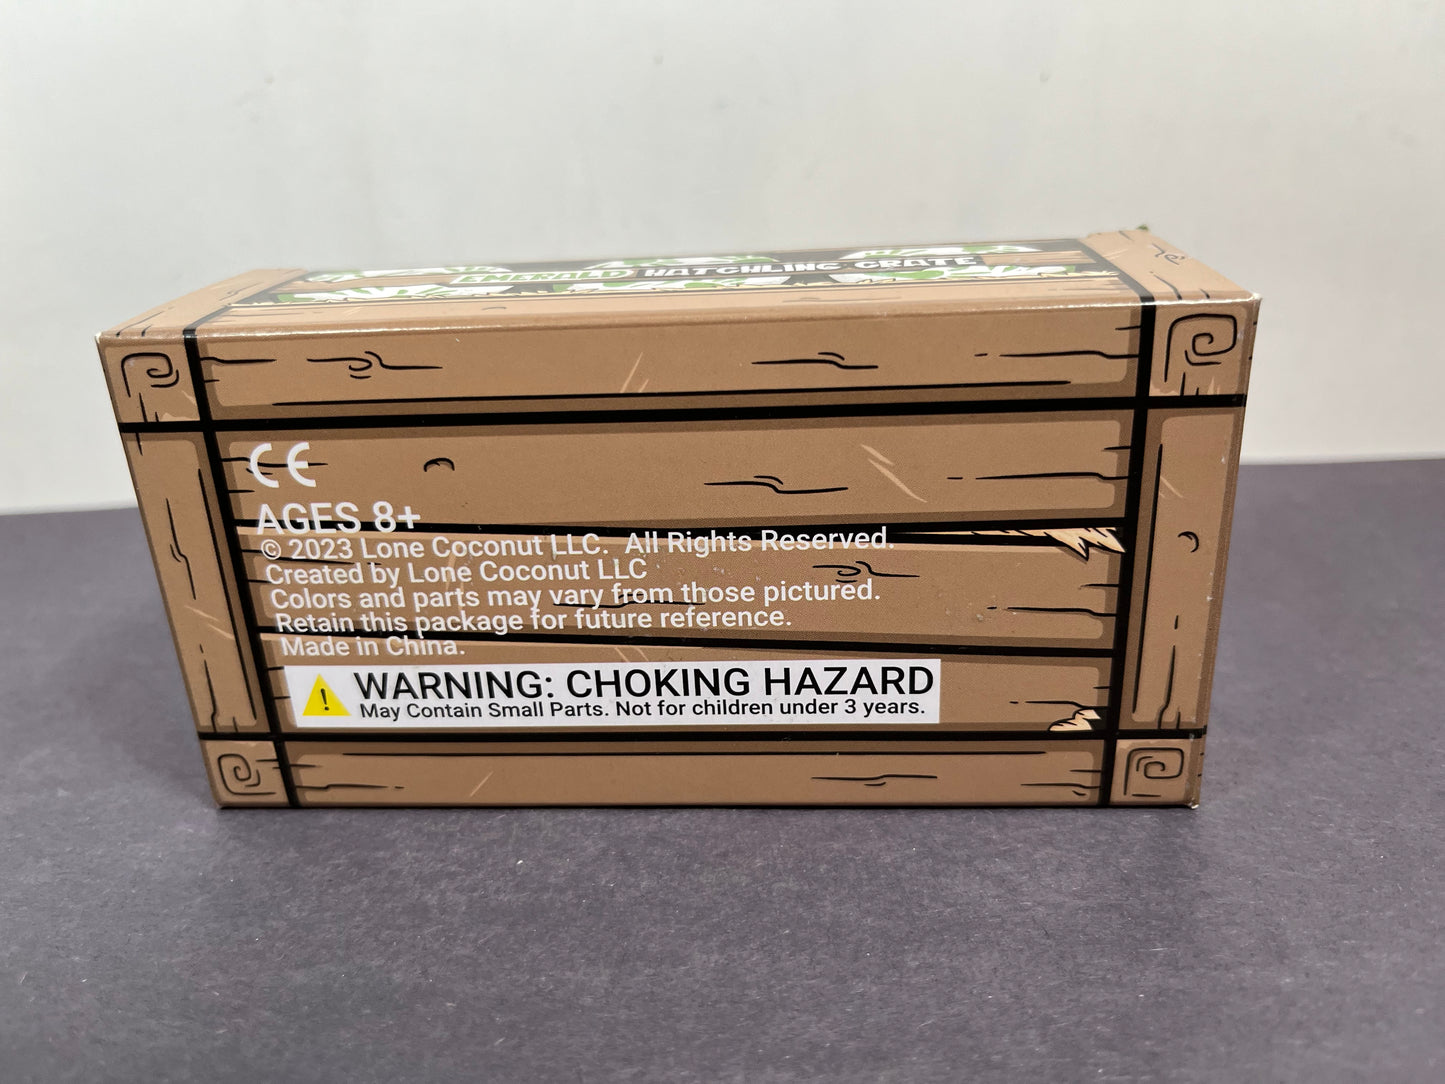 EMERALD HATCHLING CRATE
CE
AGES 8+
© 2023 Lone Coconut LLC. All Rights Reserved.
Created by Lone Coconut LLC
Colors and parts may vary from those pictured.
Retain this package for future reference.
Made in China.
WARNING: CHOKING HAZARD
May Contain Small Parts. Not for children under 3 years.